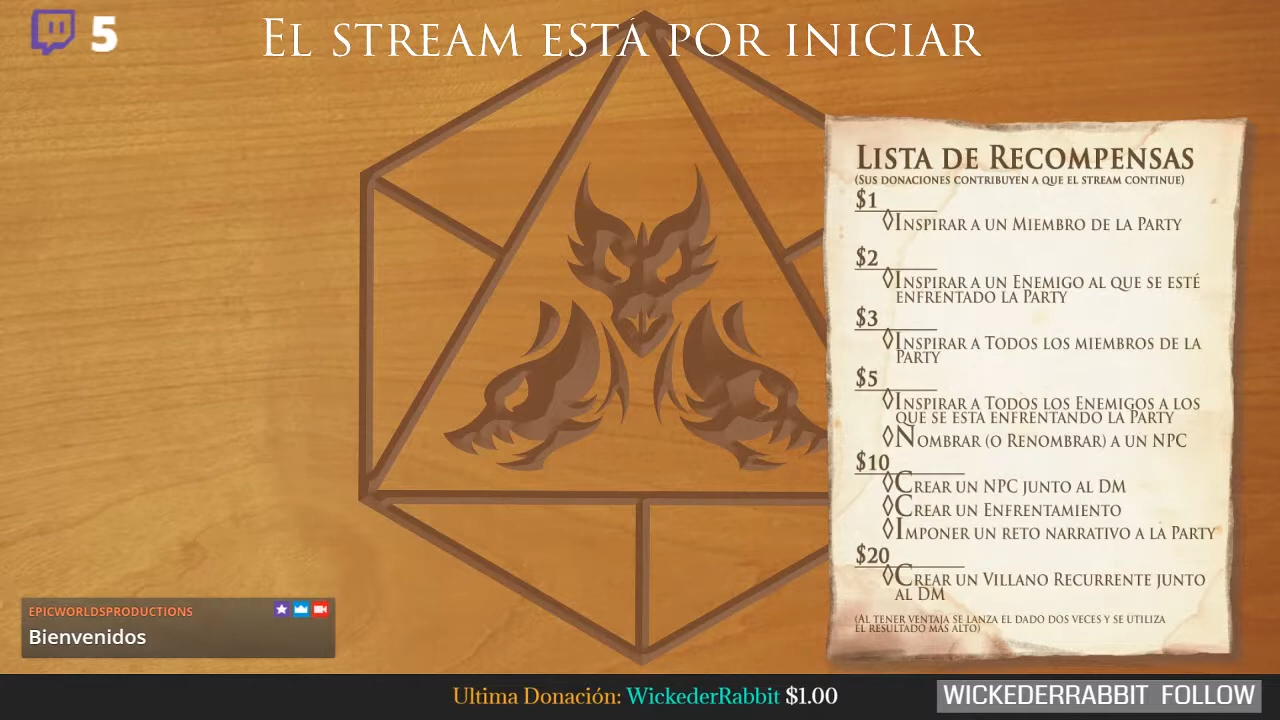 5
EL STREAM ESTÁ POR INICIAR
LISTA DE RECOMPENSAS
(SUS DONACIONES CONTRIBUYEN A QUE EL STREAM CONTINUE)
$1
◊INSPIRAR A UN MIEMBRO DE LA PARTY
$2
◊INSPIRAR A UN ENEMIGO AL QUE SE ESTÉ
ENFRENTADO LA PARTY
$3
◊INSPIRAR A TODOS LOS MIEMBROS DE LA
PARTY
$5
◊INSPIRAR A TODOS LOS ENEMIGOS A LOS
QUE SE ESTA ENFRENTANDO LA PARTY
◊NOMBRAR (O RENOMBRAR) A UN NPC
$10
◊CREAR UN NPC JUNTO AL DM
◊CREAR UN ENFRENTAMIENTO
◊IMPONER UN RETO NARRATIVO A LA PARTY
$20
◊CREAR UN VILLANO RECURRENTE JUNTO
AL DM
(AL TENER VENTAJA SE LANZA EL DADO DOS VECES Y SE UTILIZA
EL RESULTADO MAS ALTO)
EPICWORLDSPRODUCTIONS
Bienvenidos
Ultima Donación: WickederRabbit $1.00
WICKEDERRABBIT FOLLOW